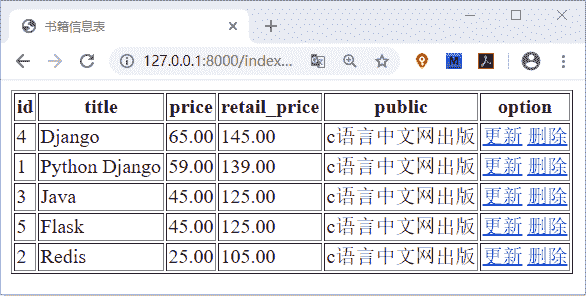 书籍信息表
127.0.0.1:8000/index...
id title price retail_price public option
4 Django 65.00 145.00 c语言中文网出版 更新 删除
1 Python Django 59.00 139.00 c语言中文网出版 更新 删除
3 Java 45.00 125.00 c语言中文网出版 更新 删除
5 Flask 45.00 125.00 c语言中文网出版 更新 删除
2 Redis 25.00 105.00 c语言中文网出版 更新 删除